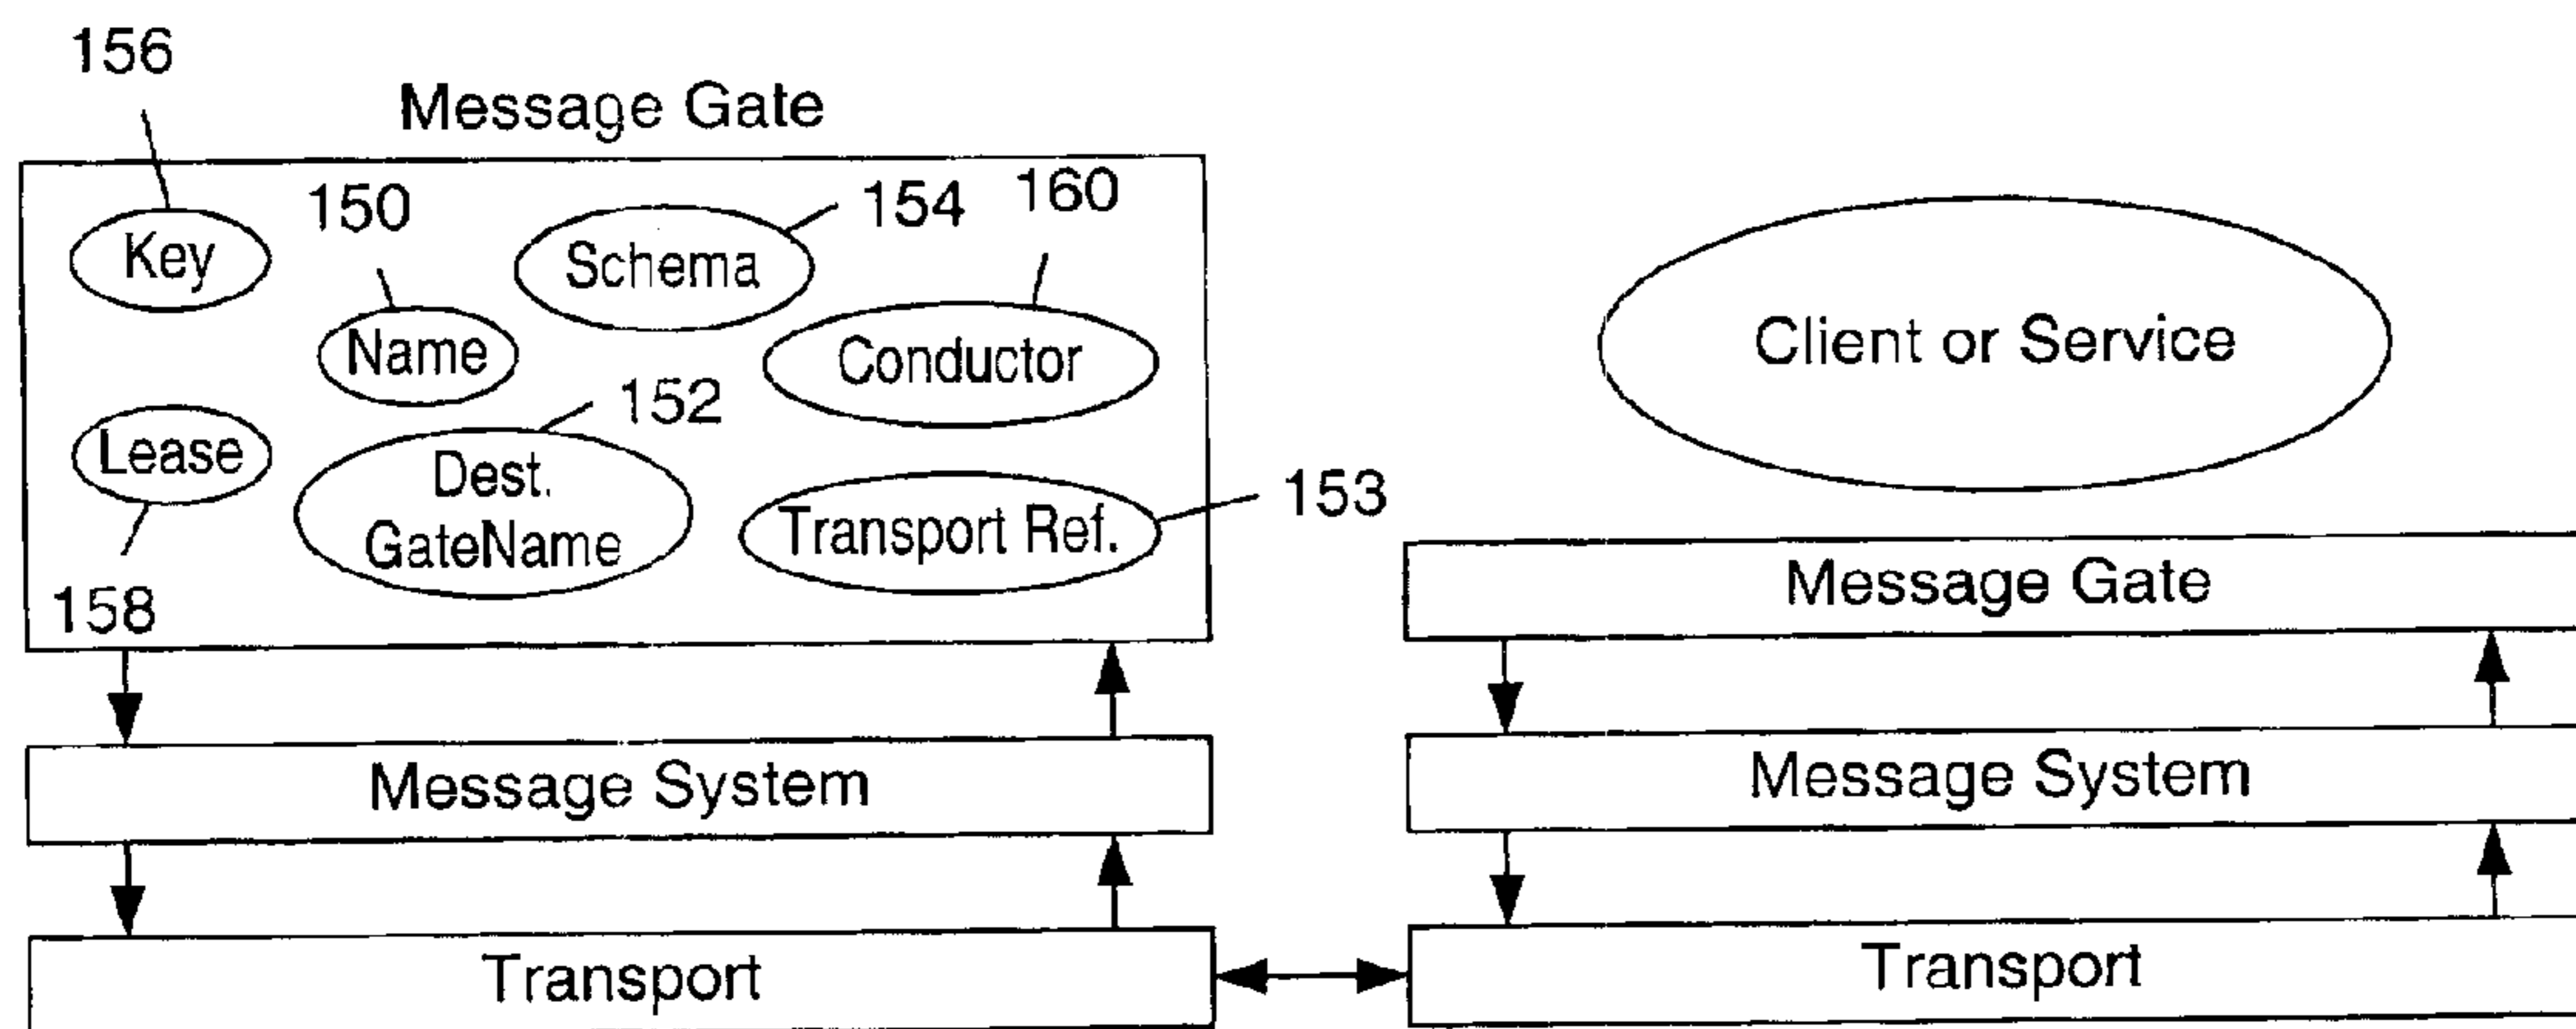 156
Message Gate
150
154
160
Key
Schema
Name
Conductor
Client or Service
152
Lease
Dest.
GateName
Transport Ref.
153
158
Message Gate
Message System
Message System
Transport
Transport